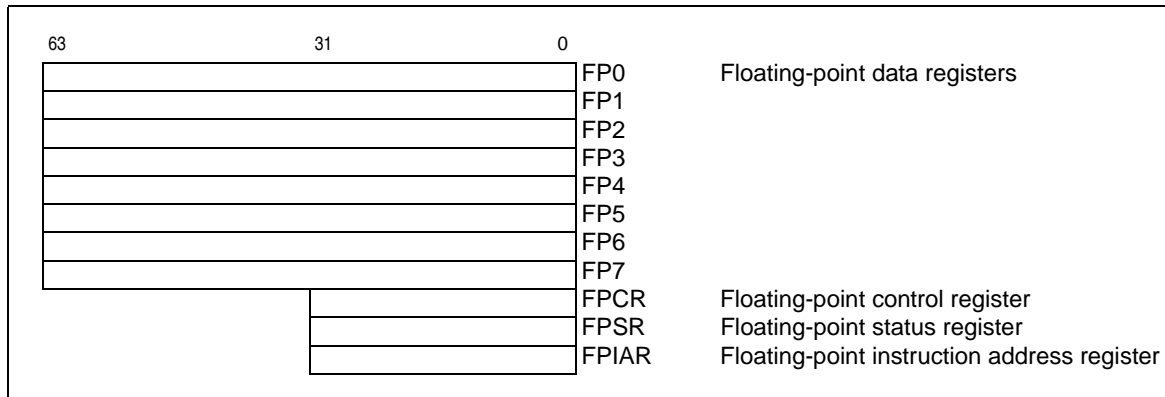 63 31 0
FP0 Floating-point data registers
FP1
FP2
FP3
FP4
FP5
FP6
FP7
FPCR Floating-point control register
FPSR Floating-point status register
FPIAR Floating-point instruction address register